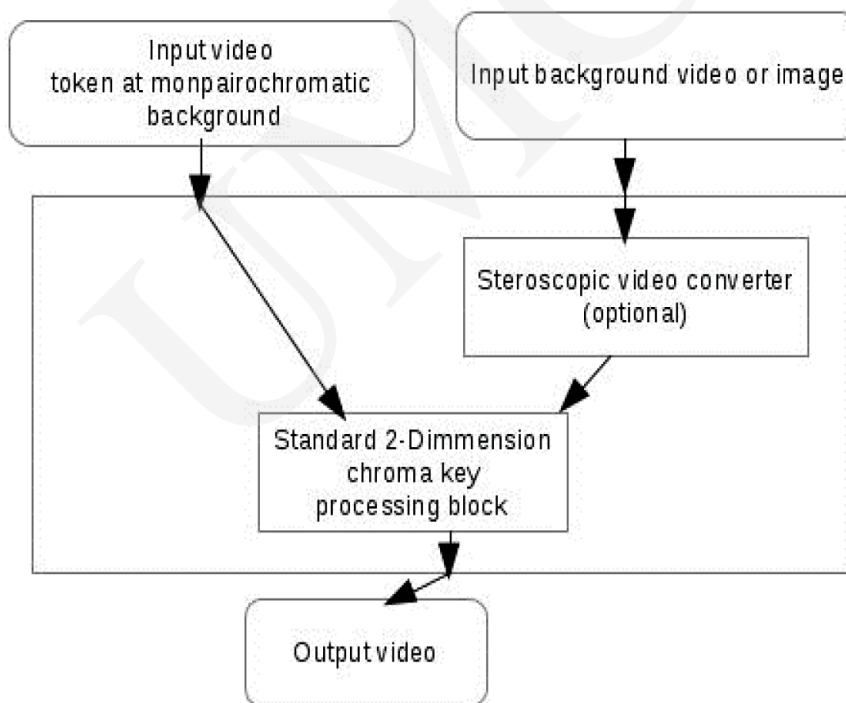 Input video
token at monpairochromatic
background
Input background video or image
Steroscopic video converter
(optional)
Standard 2-Dimmension
chroma key
processing block
Output video
UMC